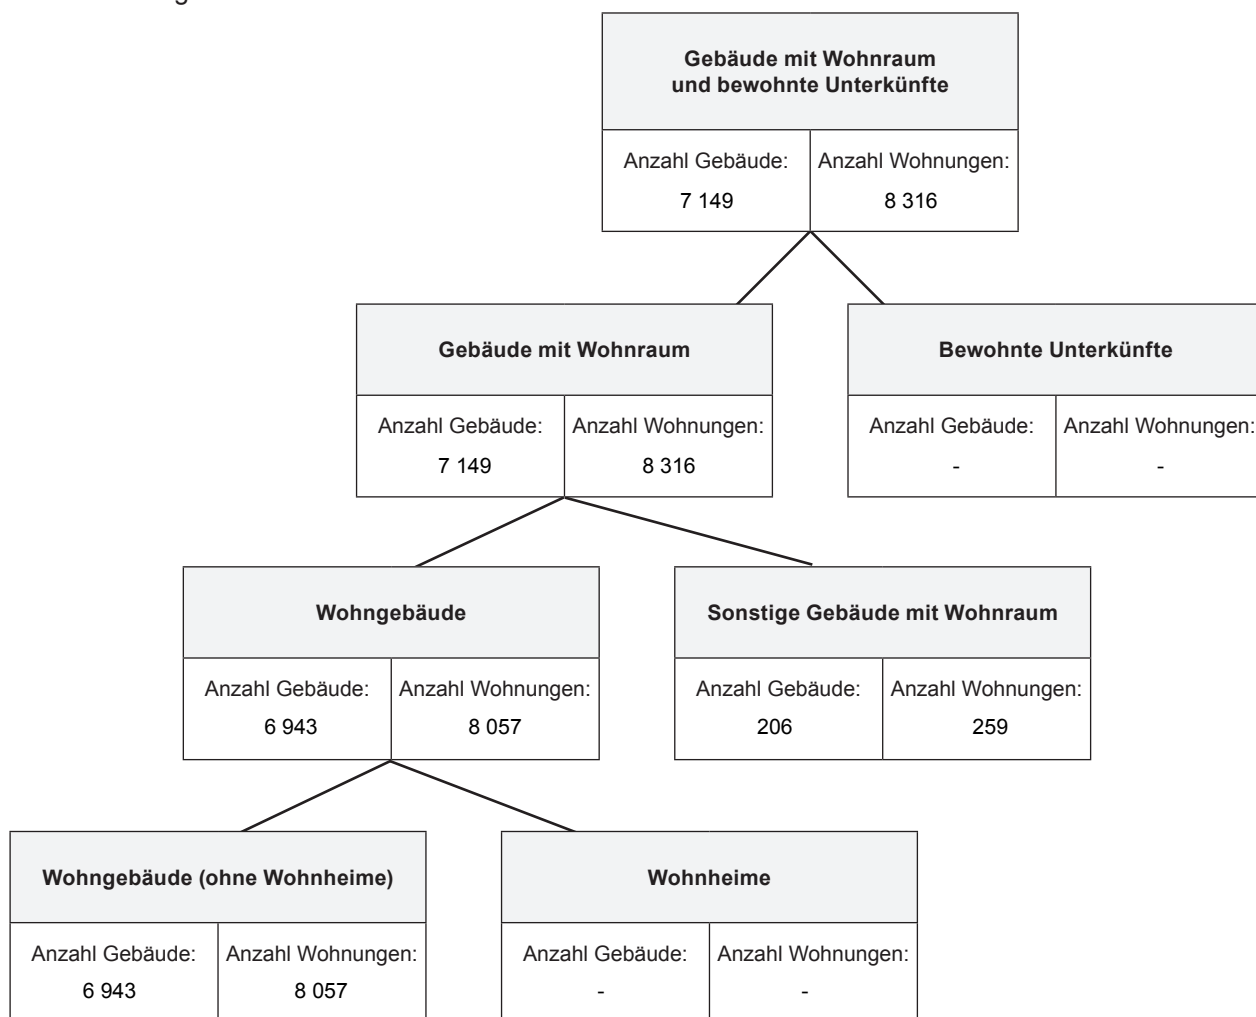 Gebäude mit Wohnraum
und bewohnte Unterkünfte
Anzahl Gebäude: Anzahl Wohnungen:
7 149 8 316
Gebäude mit Wohnraum
Anzahl Gebäude: Anzahl Wohnungen:
7 149 8 316
Bewohnte Unterkünfte
Anzahl Gebäude: Anzahl Wohnungen:
- -
Wohngebäude
Anzahl Gebäude: Anzahl Wohnungen:
6 943 8 057
Sonstige Gebäude mit Wohnraum
Anzahl Gebäude: Anzahl Wohnungen:
206 259
Wohngebäude (ohne Wohnheime)
Anzahl Gebäude: Anzahl Wohnungen:
6 943 8 057
Wohnheime
Anzahl Gebäude: Anzahl Wohnungen:
- -